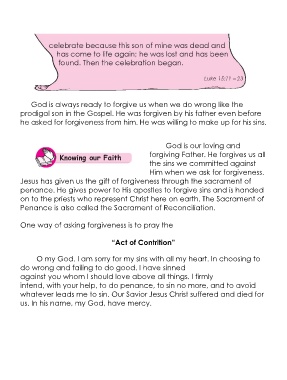 celebrate because this son of mine was dead and
has come to life again; he was lost and has been
found. Then the celebration began.
Luke 15:21-23
God is always ready to forgive us when we do wrong like the
prodigal son in the Gospel. He was forgiven by his father even before
he asked for forgiveness from him. He was willing to make up for his sins.
God is our loving and
forgiving Father. He forgives us all
Knowing our Faith
the sins we committed against
Him when we ask for forgiveness.
Jesus has given us the gift of forgiveness through the sacrament of
penance. He gives power to His apostles to forgive sins and is handed
on to the priests who represent Christ here on earth. The Sacrament of
Penance is also called the Sacrament of Reconciliation.
One way of asking forgiveness is to pray the
"Act of Contrition"
O my God, I am sorry for my sins with all my heart. In choosing to
do wrong and failing to do good, I have sinned
against you whom I should love above all things. I firmly
intend, with your help, to do penance, to sin no more, and to avoid
whatever leads me to sin. Our Savior Jesus Christ suffered and died for
us. In his name, my God, have mercy.